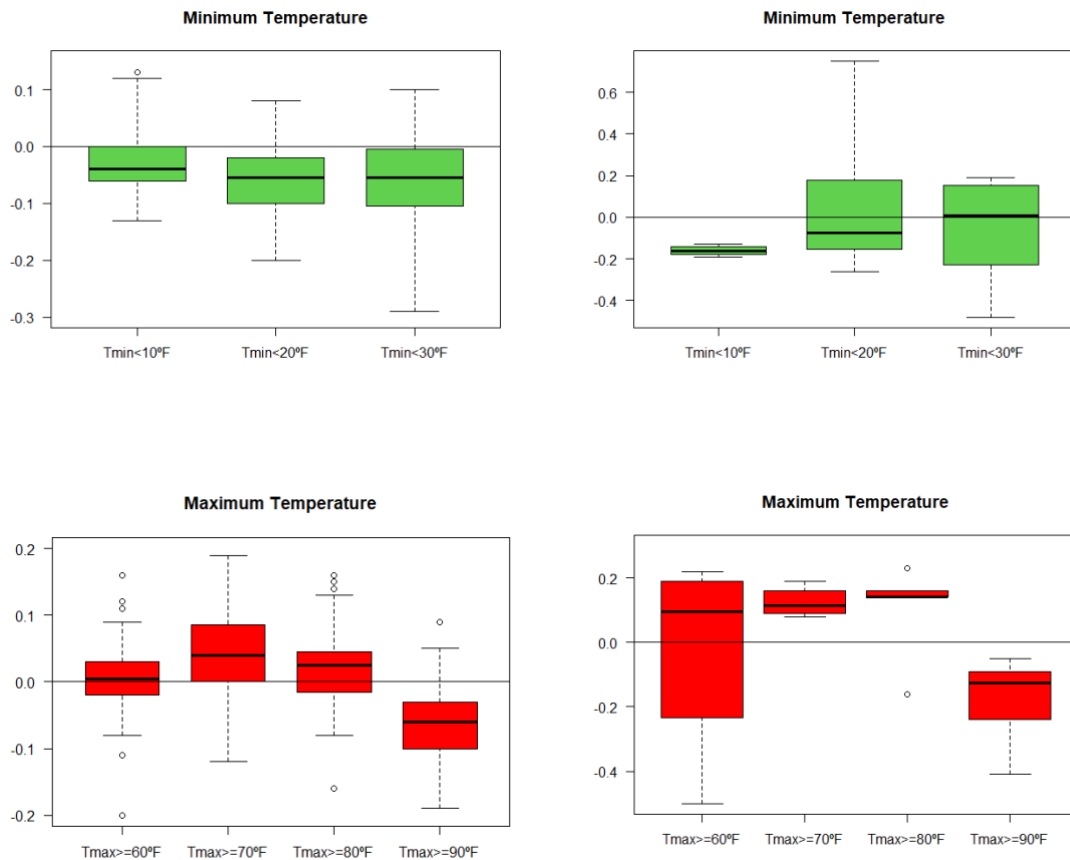 Minimum Temperature
0.1
0.0
-0.1
-0.2
-0.3
Tmin<10ºF Tmin<20ºF Tmin<30ºF
Minimum Temperature
0.6
0.4
0.2
0.0
-0.2
-0.4
Tmin<10ºF Tmin<20ºF Tmin<30ºF
Maximum Temperature
0.2
0.1
0.0
-0.1
-0.2
Tmax>=60ºF Tmax>=70ºF Tmax>=80ºF Tmax>=90ºF
Maximum Temperature
0.2
0.0
-0.2
-0.4
Tmax>=60ºF Tmax>=70ºF Tmax>=80ºF Tmax>=90ºF